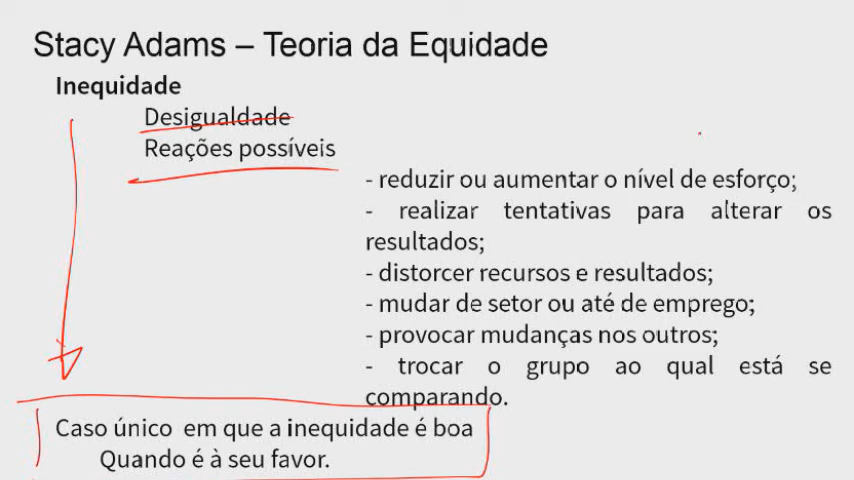 Stacy Adams – Teoria da Equidade
Inequidade
Desigualdade
Reações possíveis
- reduzir ou aumentar o nível de esforço;
- realizar tentativas para alterar os
resultados;
- distorcer recursos e resultados;
- mudar de setor ou até de emprego;
- provocar mudanças nos outros;
- trocar o grupo ao qual está se
comparando.
Caso único em que a inequidade é boa
Quando é à seu favor.